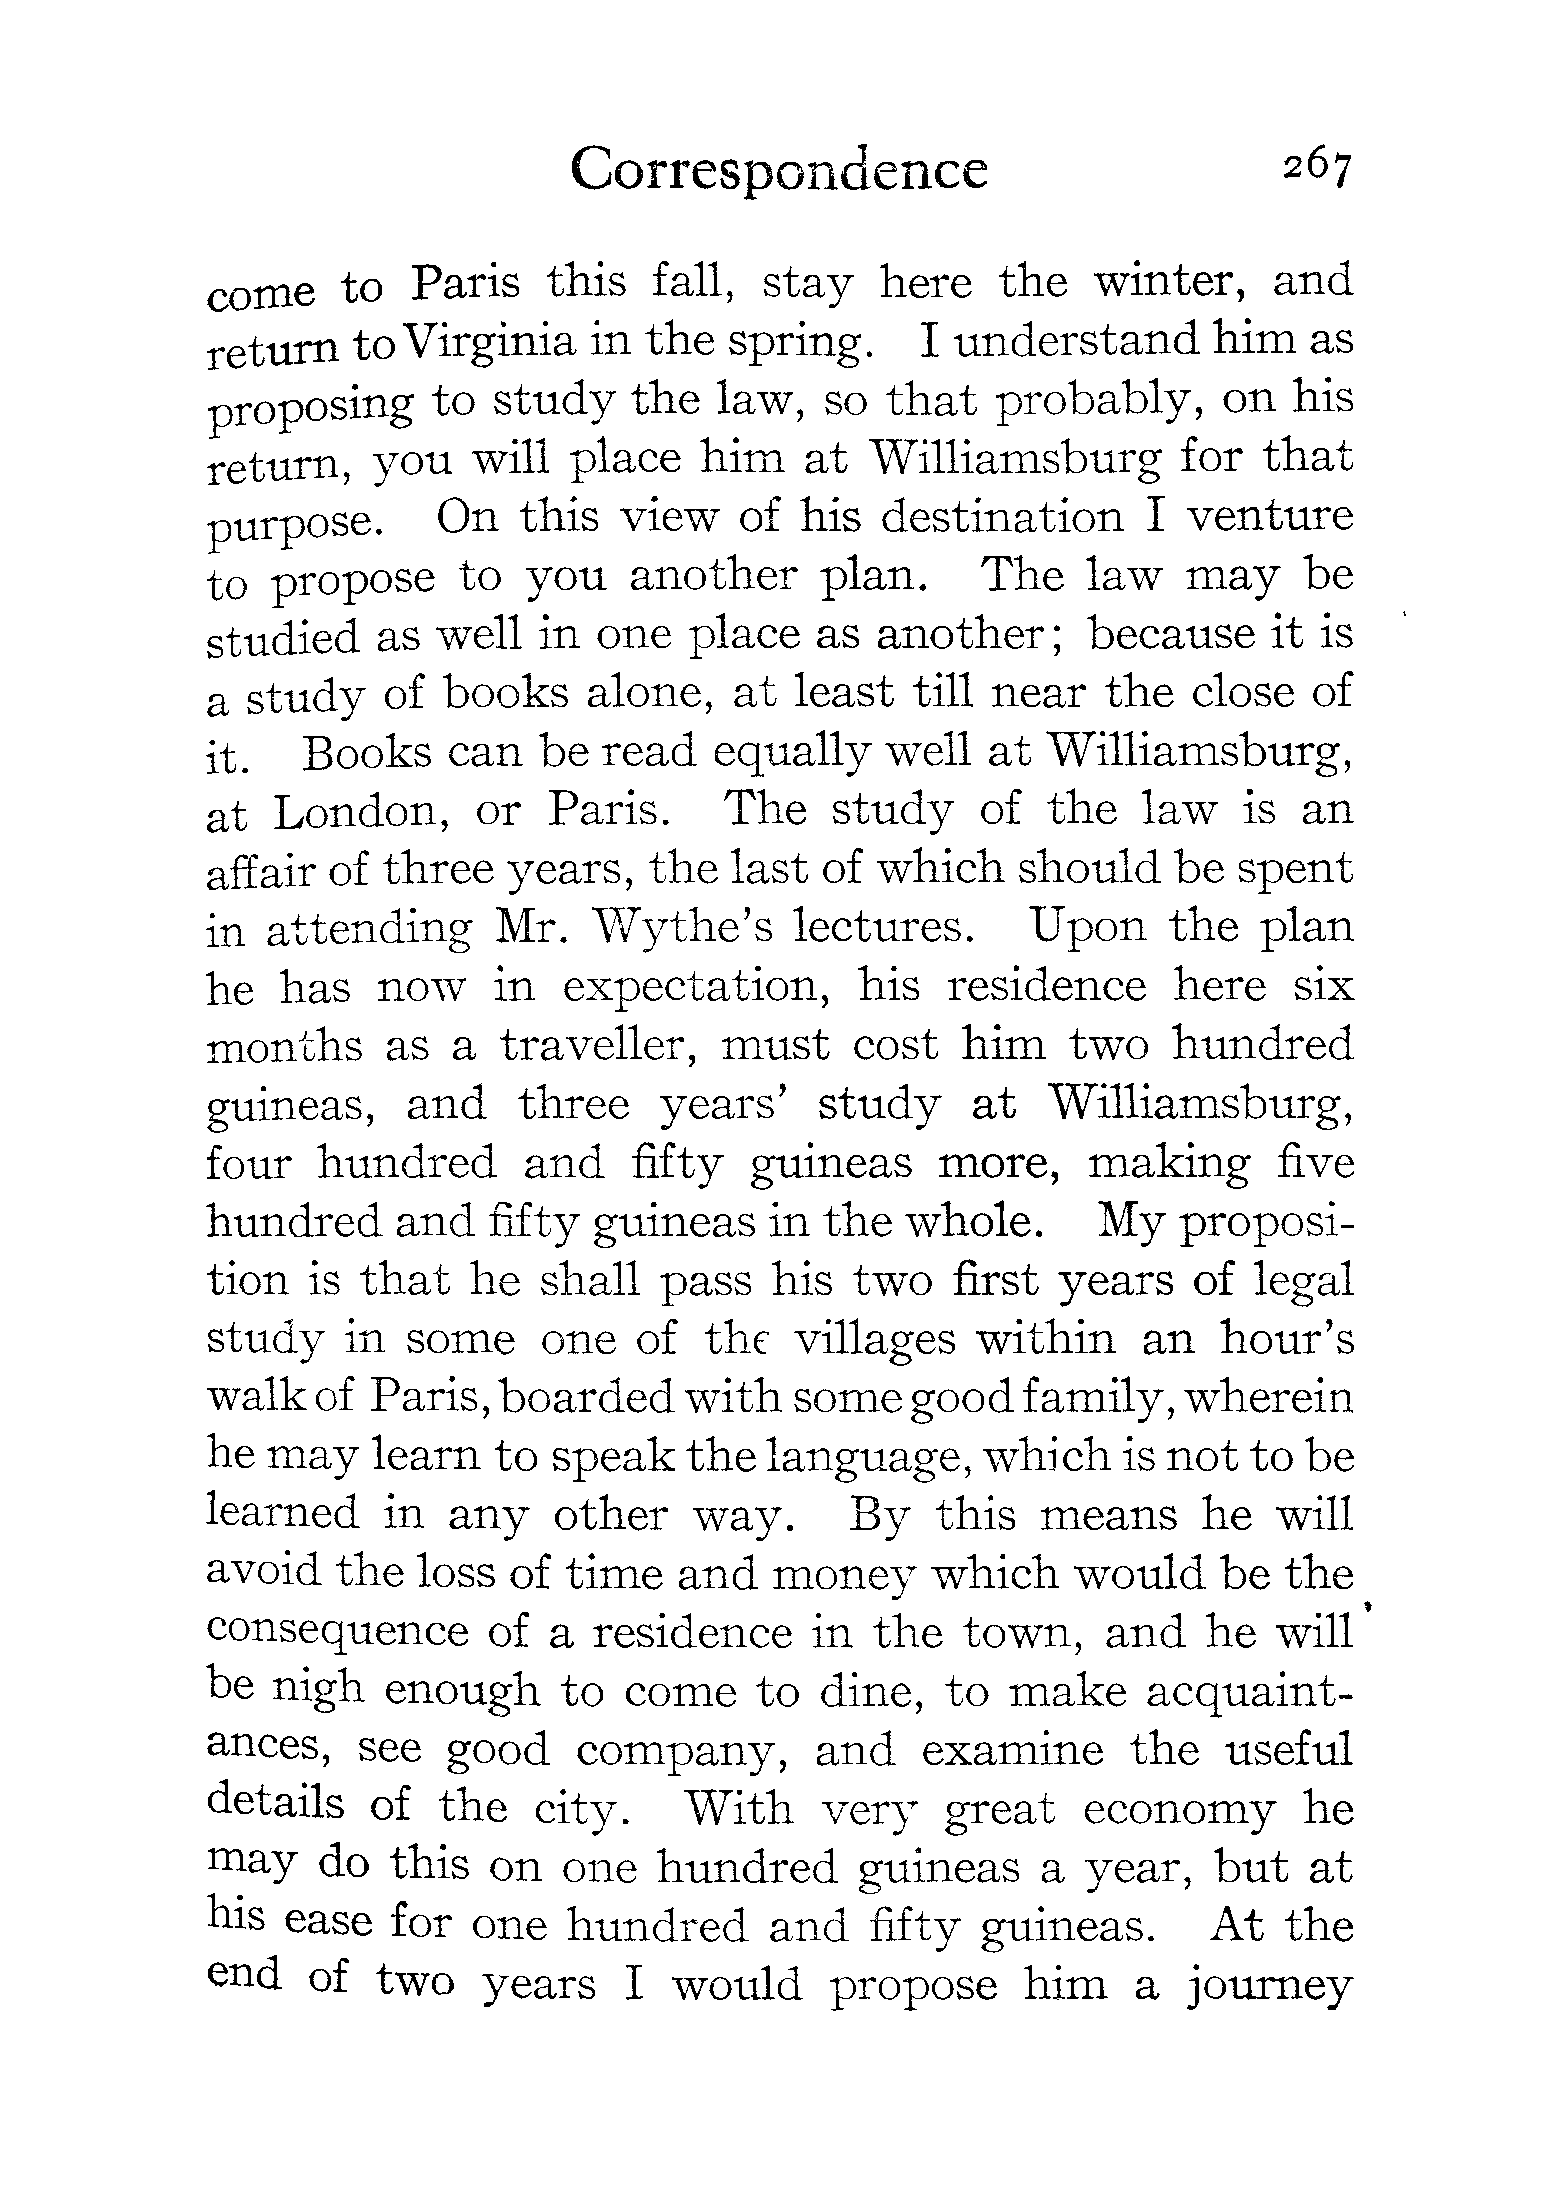 Correspondence 267
come to Paris this fall, stay here the winter, and
return to Virginia in the spring. I understand him as
proposing to study the law, so that probably, on his
return, you will place him at Williamsburg for that
purpose. On this view of his destination I venture
to propose to you another plan. The law may be
studied as well in one place as another; because it is
a study of books alone, at least till near the close of
it. Books can be read equally well at Williamsburg,
at London, or Paris. The study of the law is an
affair of three years, the last of which should be spent
in attending Mr. Wythe's lectures. Upon the plan
he has now in expectation, his residence here six
months as a traveller, must cost him two hundred
guineas, and three years' study at Williamsburg,
four hundred and fifty guineas more, making five
hundred and fifty guineas in the whole. My proposi-
tion is that he shall pass his two first years of legal
study in some one of the villages within an hour's
walk of Paris, boarded with some good family, wherein
he may learn to speak the language, which is not to be
learned in any other way. By this means he will
avoid the loss of time and money which would be the
consequence of a residence in the town, and he will
be nigh enough to come to dine, to make acquaint-
ances, see good company, and examine the useful
details of the city. With very great economy he
may do this on one hundred guineas a year, but at
his ease for one hundred and fifty guineas. At the
end of two years I would propose him a journey